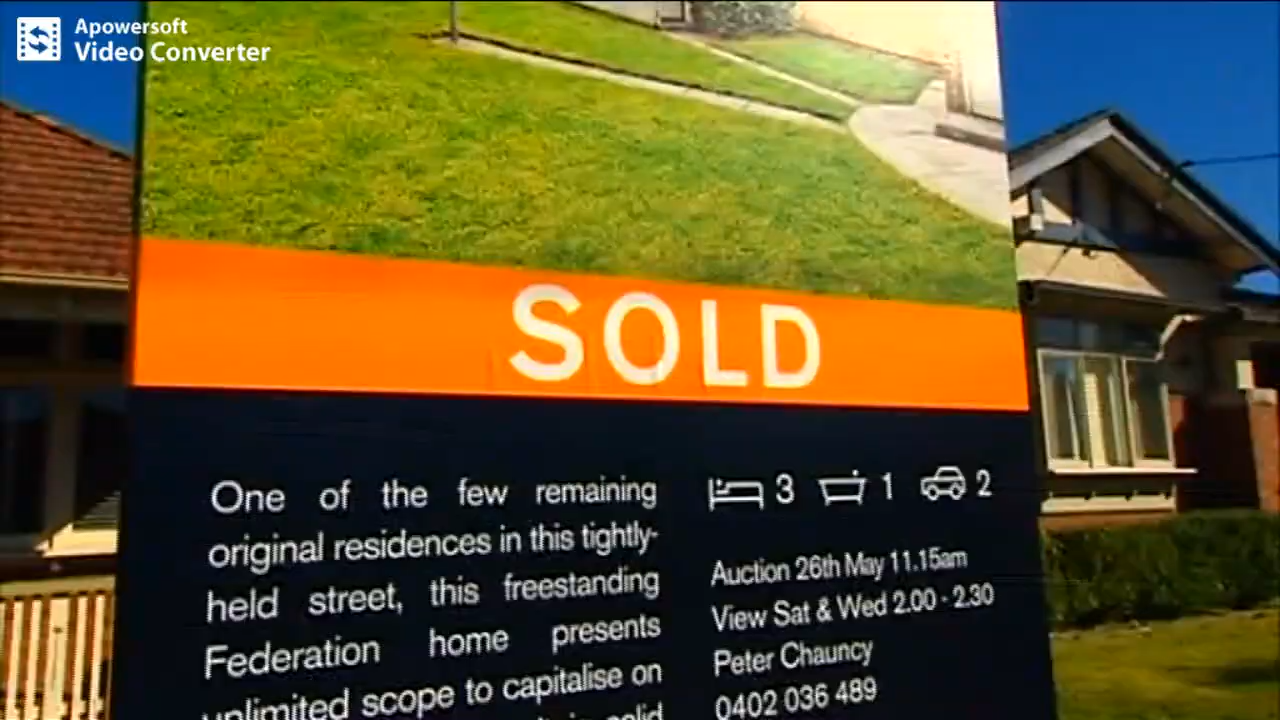 Apowersoft
Video Converter
SOLD
One of the few remaining
original residences in this tightly-
held street, this freestanding
Federation home presents
unlimited scope to capitalise on
solid
3 1 2
Auction 26th May 11.15am
View Sat & Wed 2.00 - 2.30
Peter Chauncy
0402 036 489